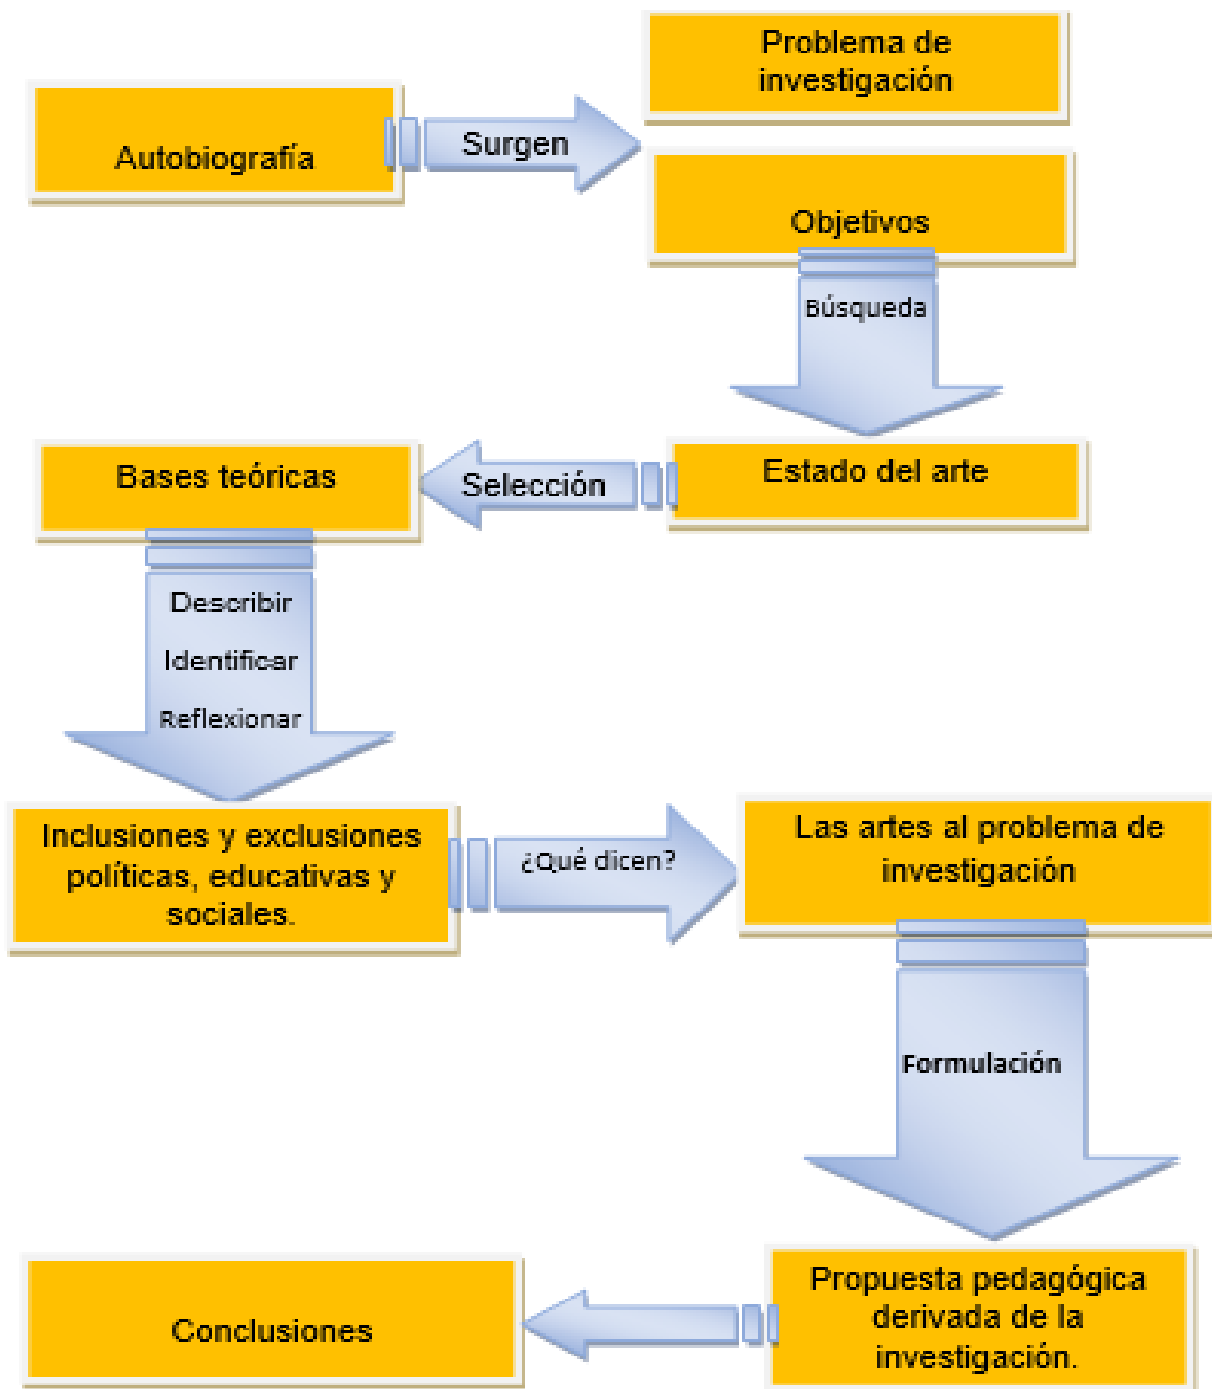 Problema de
investigación
Autobiografía
Surgen
Objetivos
Búsqueda
Bases teóricas
Selección
Estado del arte
Describir
Identificar
Reflexionar
Inclusiones y exclusiones
políticas, educativas y
sociales.
¿Qué dicen?
Las artes al problema de
investigación
Formulación
Propuesta pedagógica
derivada de la
investigación.
Conclusiones